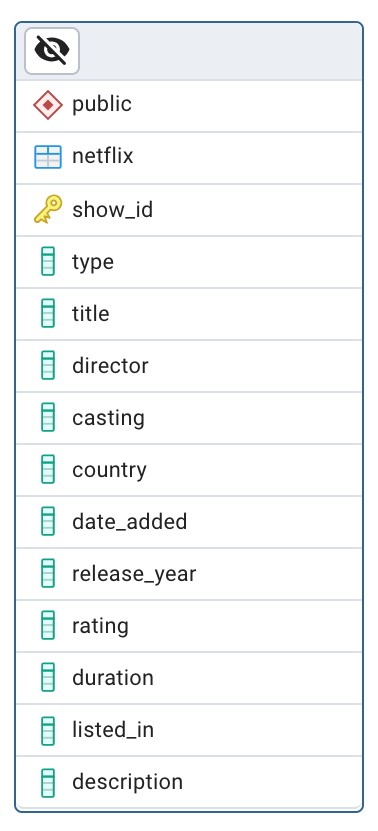 public
netflix
show_id
type
title
director
casting
country
date_added
release_year
rating
duration
listed_in
description